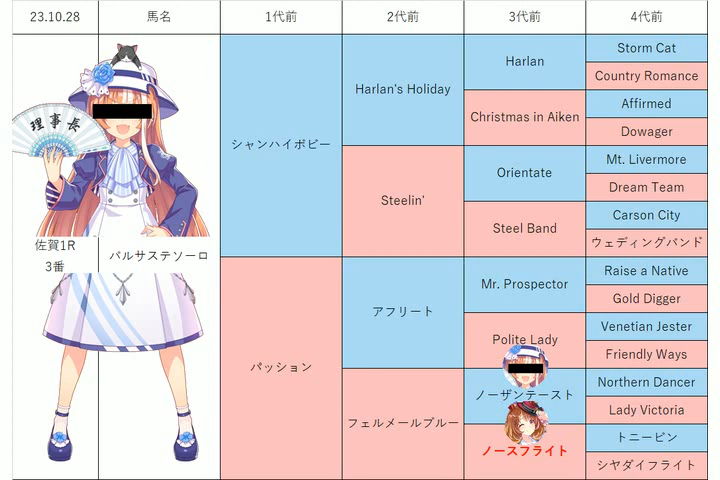 23.10.28 馬名 1代前 2代前 3代前 4代前
理事長
佐賀1R
3番
バルサステソーロ
シャンハイボビー
パッション
Harlan's Holiday
Steelin'
アフリート
フェルメールブルー
Harlan
Christmas in Aiken
Orientate
Steel Band
Mr. Prospector
Polite Lady
ノーザンテースト
ノースフライト
Storm Cat
Country Romance
Affirmed
Dowager
Mt. Livermore
Dream Team
Carson City
ウェディングバンド
Raise a Native
Gold Digger
Venetian Jester
Friendly Ways
Northern Dancer
Lady Victoria
トニービン
シヤダイフライト